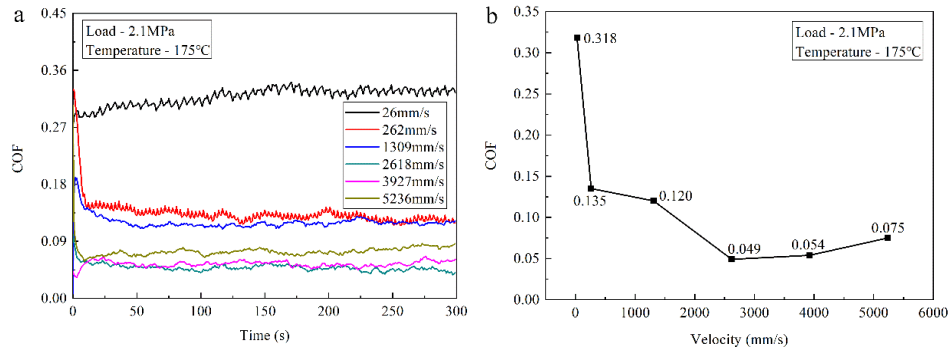 a
Load - 2.1MPa
Temperature - 175℃
0.45
0.36
0.27
0.18
0.09
0.00
COF
26mm/s
262mm/s
1309mm/s
2618mm/s
3927mm/s
5236mm/s
0 50 100 150 200 250 300
Time (s)
b
Load - 2.1MPa
Temperature - 175℃
0.35
0.30
0.25
0.20
0.15
0.10
0.05
0.00
COF
0.318
0.135
0.120
0.049
0.054
0.075
0 1000 2000 3000 4000 5000 6000
Velocity (mm/s)